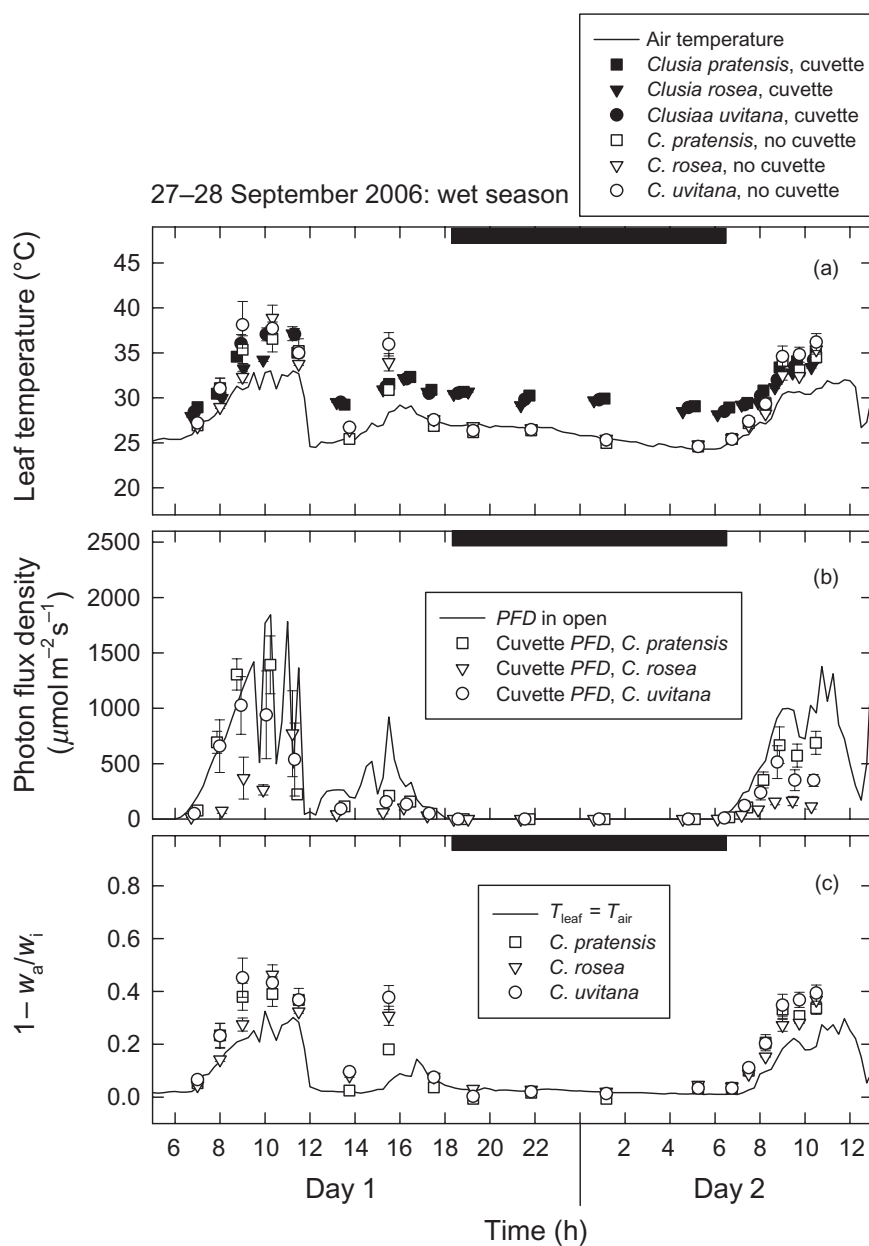 Air temperature
Clusia pratensis, cuvette
Clusia rosea, cuvette
Clusiaa uvitana, cuvette
C. pratensis, no cuvette
C. rosea, no cuvette
C. uvitana, no cuvette
27–28 September 2006: wet season
Leaf temperature (°C)
45
40
35
30
25
20
(a)
Photon flux density
(μmol m⁻² s⁻¹)
2500
2000
1500
1000
500
0
(b)
PFD in open
Cuvette PFD, C. pratensis
Cuvette PFD, C. rosea
Cuvette PFD, C. uvitana
1– wa/wi
0.8
0.6
0.4
0.2
0.0
(c)
Tleaf = Tair
C. pratensis
C. rosea
C. uvitana
6 8 10 12 14 16 18 20 22 2 4 6 8 10 12
Day 1 Day 2
Time (h)